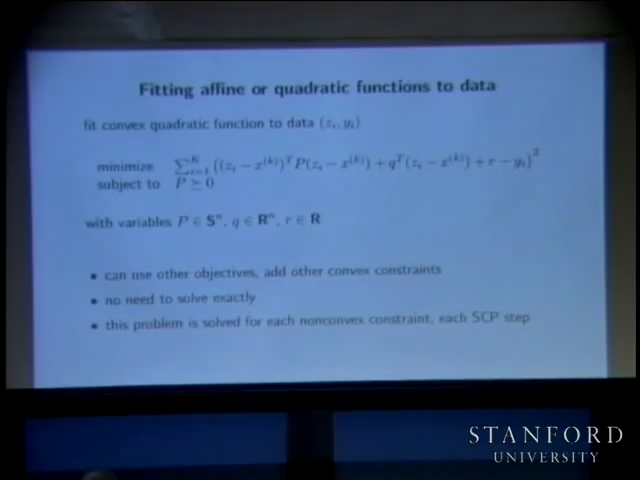 Fitting affine or quadratic functions to data
fit convex quadratic function to data (z_i, y_i)
minimize ∑_{i=1}^K ((z_i − x^{(k)})^T P(z_i − x^{(k)}) + q^T(z_i − x^{(k)}) + r − y_i)^2
subject to P ⪰ 0
with variables P ∈ S^n, q ∈ R^n, r ∈ R
• can use other objectives, add other convex constraints
• no need to solve exactly
• this problem is solved for each nonconvex constraint, each SCP step
STANFORD
UNIVERSITY